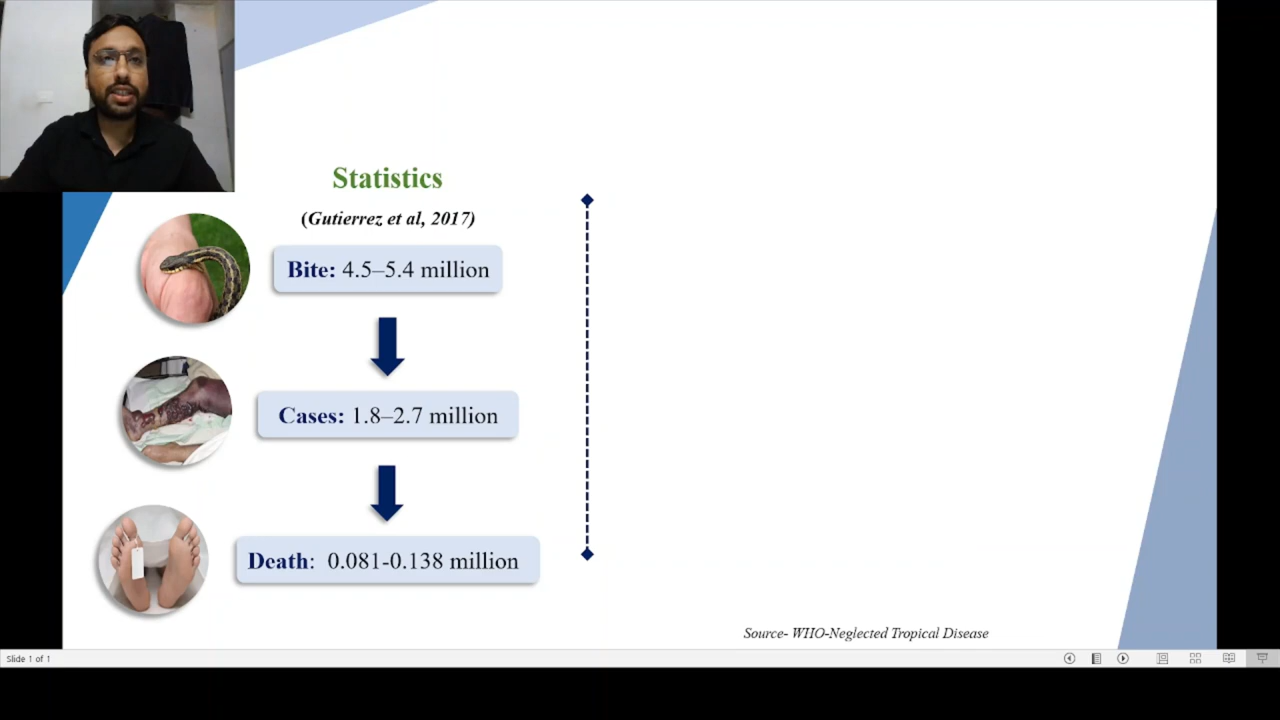 Statistics
(Gutierrez et al, 2017)
Bite: 4.5–5.4 million
Cases: 1.8–2.7 million
Death: 0.081-0.138 million
Source- WHO-Neglected Tropical Disease
Slide 1 of 1